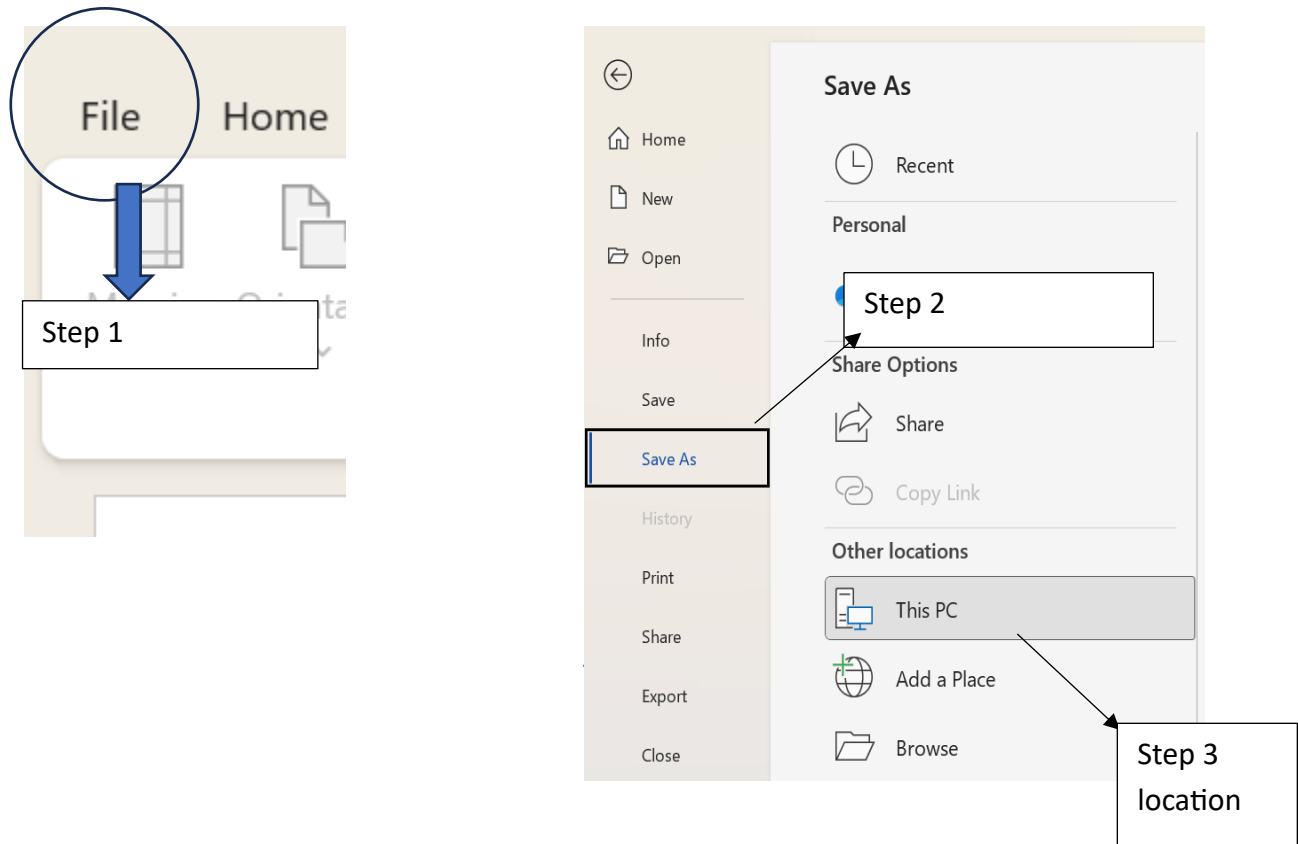 File Home
Step 1
Save As
Home
Recent
New
Personal
Open
Step 2
Info
Share Options
Save
Share
Save As
Copy Link
History
Other locations
Print
This PC
Share
Add a Place
Export
Browse
Close
Step 3
location